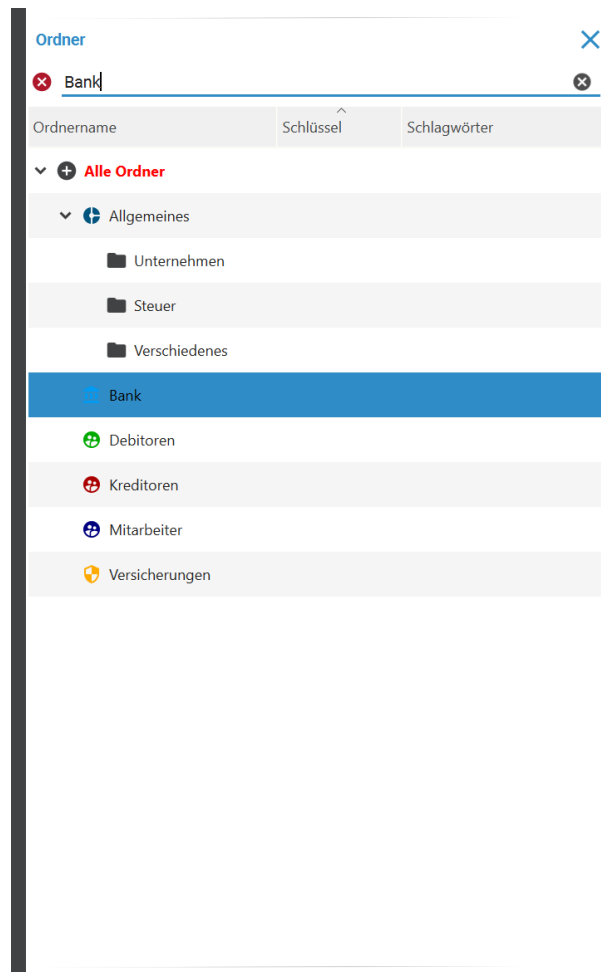 Ordner
Bank
Ordnername Schlüssel Schlagwörter
Alle Ordner
Allgemeines
Unternehmen
Steuer
Verschiedenes
Bank
Debitoren
Kreditoren
Mitarbeiter
Versicherungen